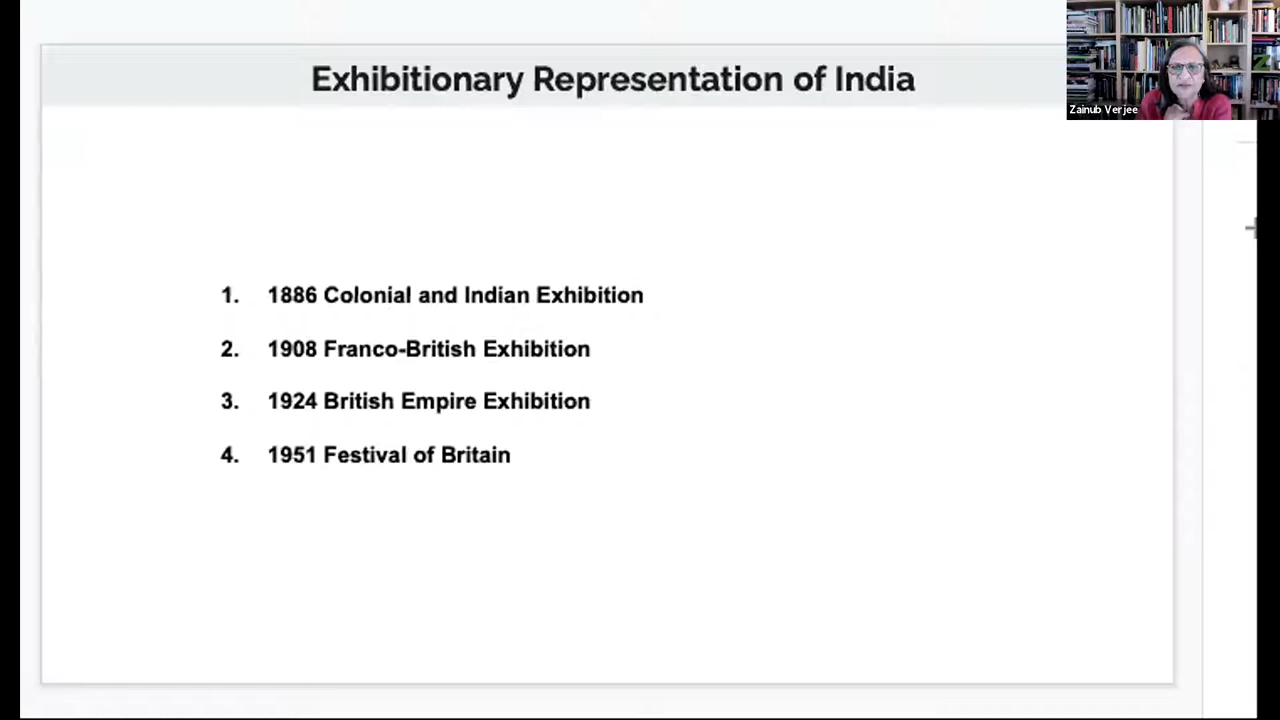 Exhibitionary Representation of India
Zainub Verjee
1. 1886 Colonial and Indian Exhibition
2. 1908 Franco-British Exhibition
3. 1924 British Empire Exhibition
4. 1951 Festival of Britain